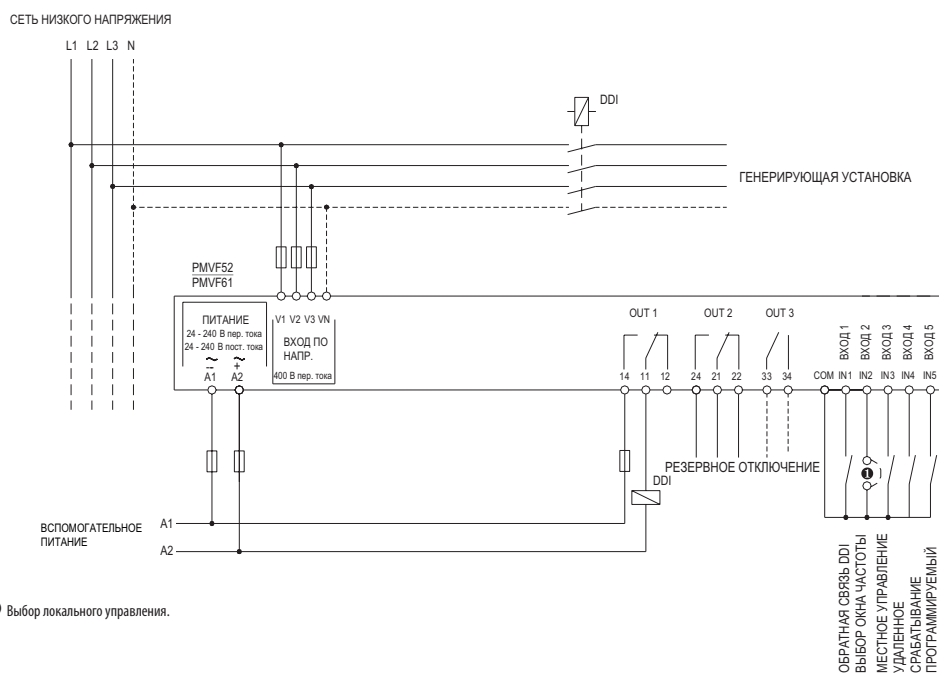 СЕТЬ НИЗКОГО НАПРЯЖЕНИЯ
L1 L2 L3 N
DDI
ГЕНЕРИРУЮЩАЯ УСТАНОВКА
PMVF52
PMVF61
ПИТАНИЕ
24 - 240 В пер. тока
24 - 240 В пост. тока
~ ~
– +
A1 A2
V1 V2 V3 VN
ВХОД ПО
НАПР.
400 В пер. тока
OUT 1
OUT 2
OUT 3
14 11 12
24 21 22
33 34
ВХОД 1
ВХОД 2
ВХОД 3
ВХОД 4
ВХОД 5
COM IN1 IN2 IN3 IN4 IN5
РЕЗЕРВНОЕ ОТКЛЮЧЕНИЕ
DDI
❶
ВСПОМОГАТЕЛЬНОЕ
ПИТАНИЕ
A1
A2
ОБРАТНАЯ СВЯЗЬ DDI
ВЫБОР ОКНА ЧАСТОТЫ
МЕСТНОЕ УПРАВЛЕНИЕ
УДАЛЕННОЕ
СРАБАТЫВАНИЕ
ПРОГРАММИРУЕМЫЙ
Выбор локального управления.